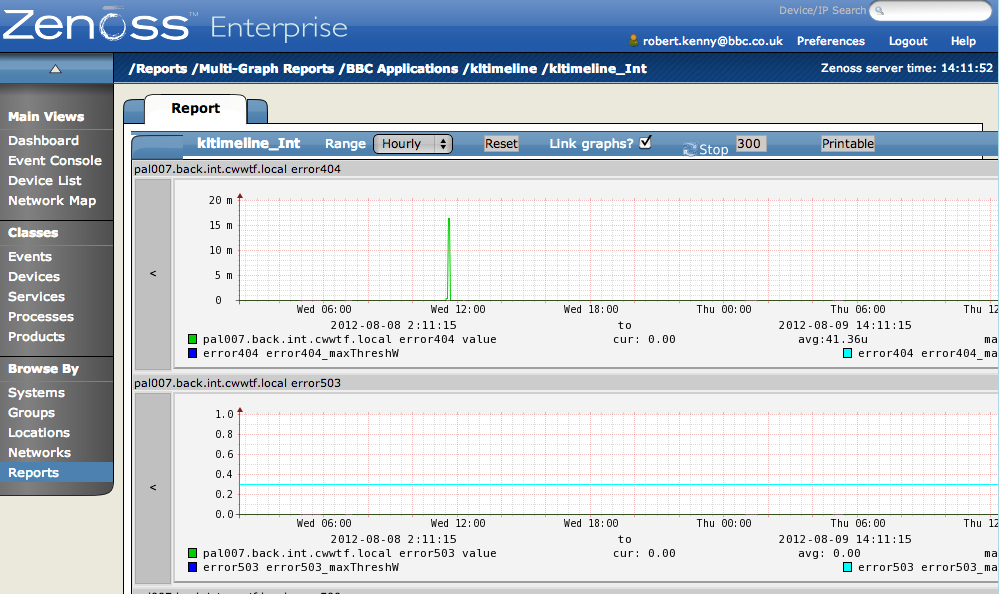 Zenoss™ Enterprise
Device/IP Search
robert.kenny@bbc.co.uk Preferences Logout Help
/Reports /Multi-Graph Reports /BBC Applications /kltimeline /kltimeline_Int
Zenoss server time: 14:11:52
Main Views
Dashboard
Event Console
Device List
Network Map
Classes
Events
Devices
Services
Processes
Products
Browse By
Systems
Groups
Locations
Networks
Reports
Report
kltimeline_Int Range Hourly Reset Link graphs? Stop 300 Printable
pal007.back.int.cwwtf.local error404
<
20 m
15 m
10 m
5 m
0
Wed 06:00 Wed 12:00 Wed 18:00 Thu 00:00 Thu 06:00 Thu 12
2012-08-08 2:11:15 to 2012-08-09 14:11:15
pal007.back.int.cwwtf.local error404 value cur: 0.00 avg:41.36u ma
error404 error404_maxThreshW error404 error404_ma
pal007.back.int.cwwtf.local error503
<
1.0
0.8
0.6
0.4
0.2
0.0
Wed 06:00 Wed 12:00 Wed 18:00 Thu 00:00 Thu 06:00 Thu 12
2012-08-08 2:11:15 to 2012-08-09 14:11:15
pal007.back.int.cwwtf.local error503 value cur: 0.00 avg: 0.00 ma
error503 error503_maxThreshW error503 error503_ma